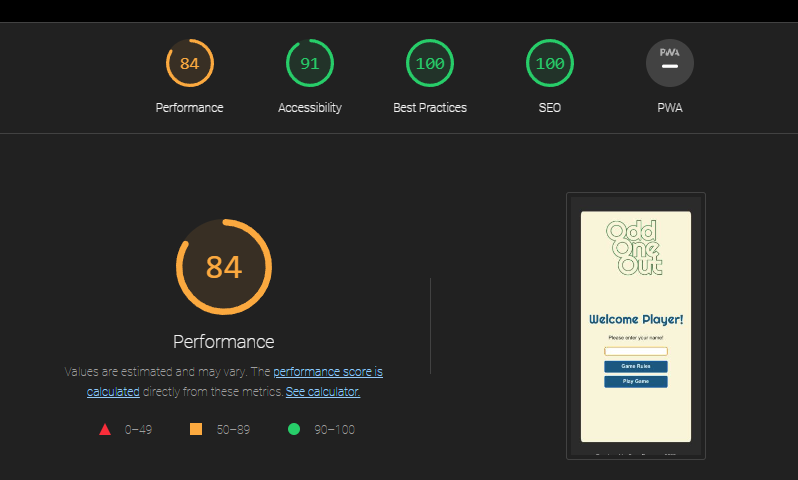 84
91
100
100
PWA
Performance
Accessibility
Best Practices
SEO
PWA
84
Performance
Values are estimated and may vary. The performance score is
calculated directly from these metrics. See calculator.
0–49
50–89
90–100
Odd
One
Out
Welcome Player!
Please enter your name!
Game Rules
Play Game